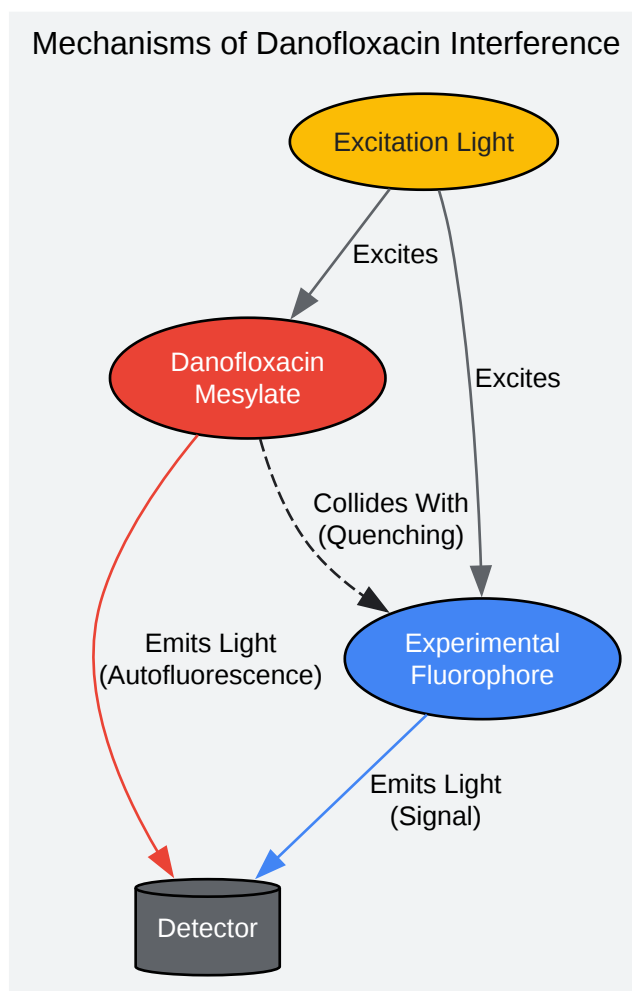 Mechanisms of Danofloxacin Interference
Excitation Light
Excites
Danofloxacin
Mesylate
Excites
Collides With
(Quenching)
Emits Light
(Autofluorescence)
Experimental
Fluorophore
Emits Light
(Signal)
Detector